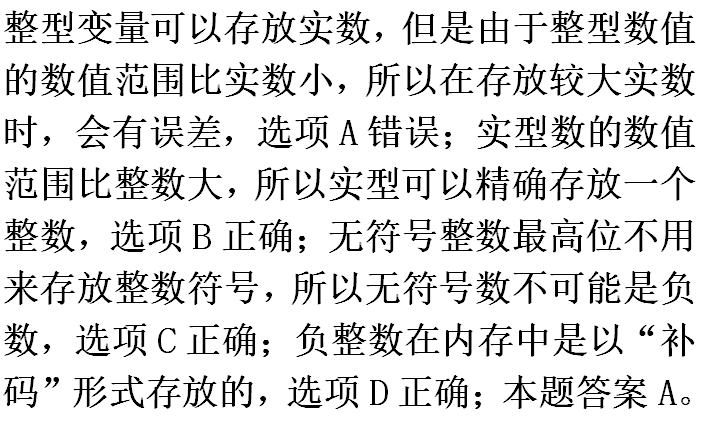 整型变量可以存放实数，但是由于整型数值
的数值范围比实数小，所以在存放较大实数
时，会有误差，选项A错误；实型数的数值
范围比整数大，所以实型可以精确存放一个
整数，选项B正确；无符号整数最高位不用
来存放整数符号，所以无符号数不可能是负
数，选项C正确；负整数在内存中是以“补
码”形式存放的，选项D正确；本题答案A。